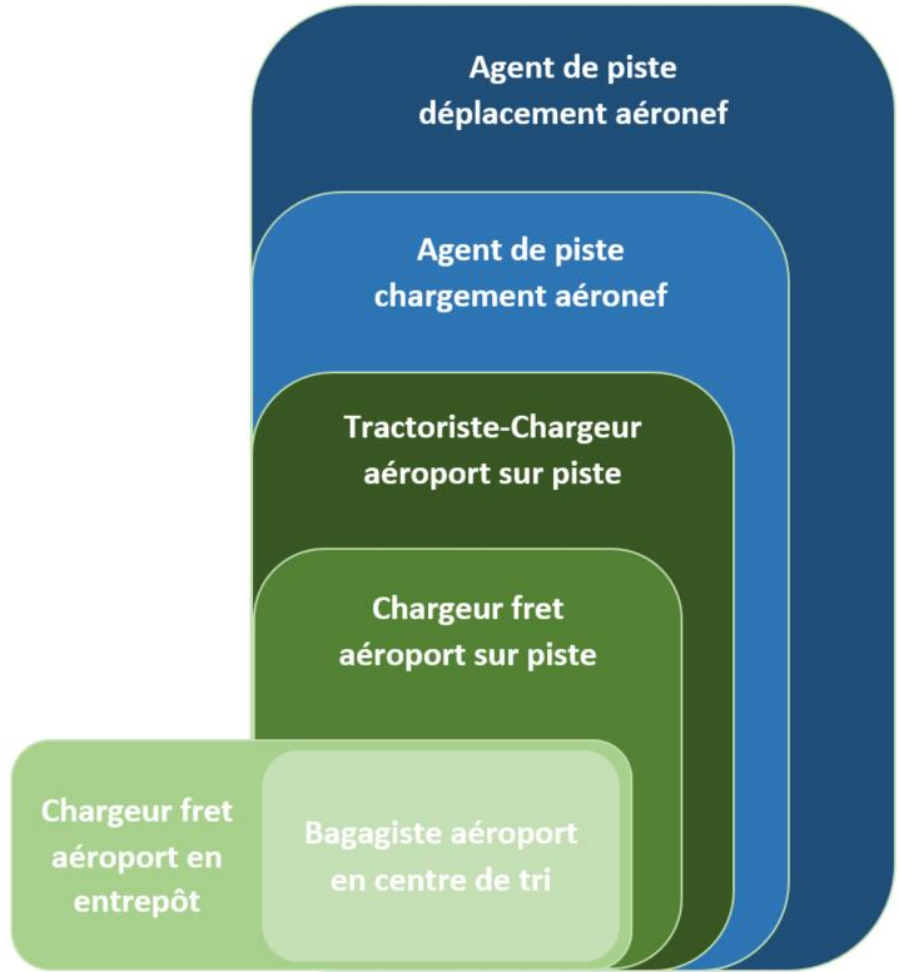 Agent de piste
déplacement aéronef
Agent de piste
chargement aéronef
Tractoriste-Chargeur
aéroport sur piste
Chargeur fret
aéroport sur piste
Chargeur fret
aéroport en
entrepôt
Bagagiste aéroport
en centre de tri